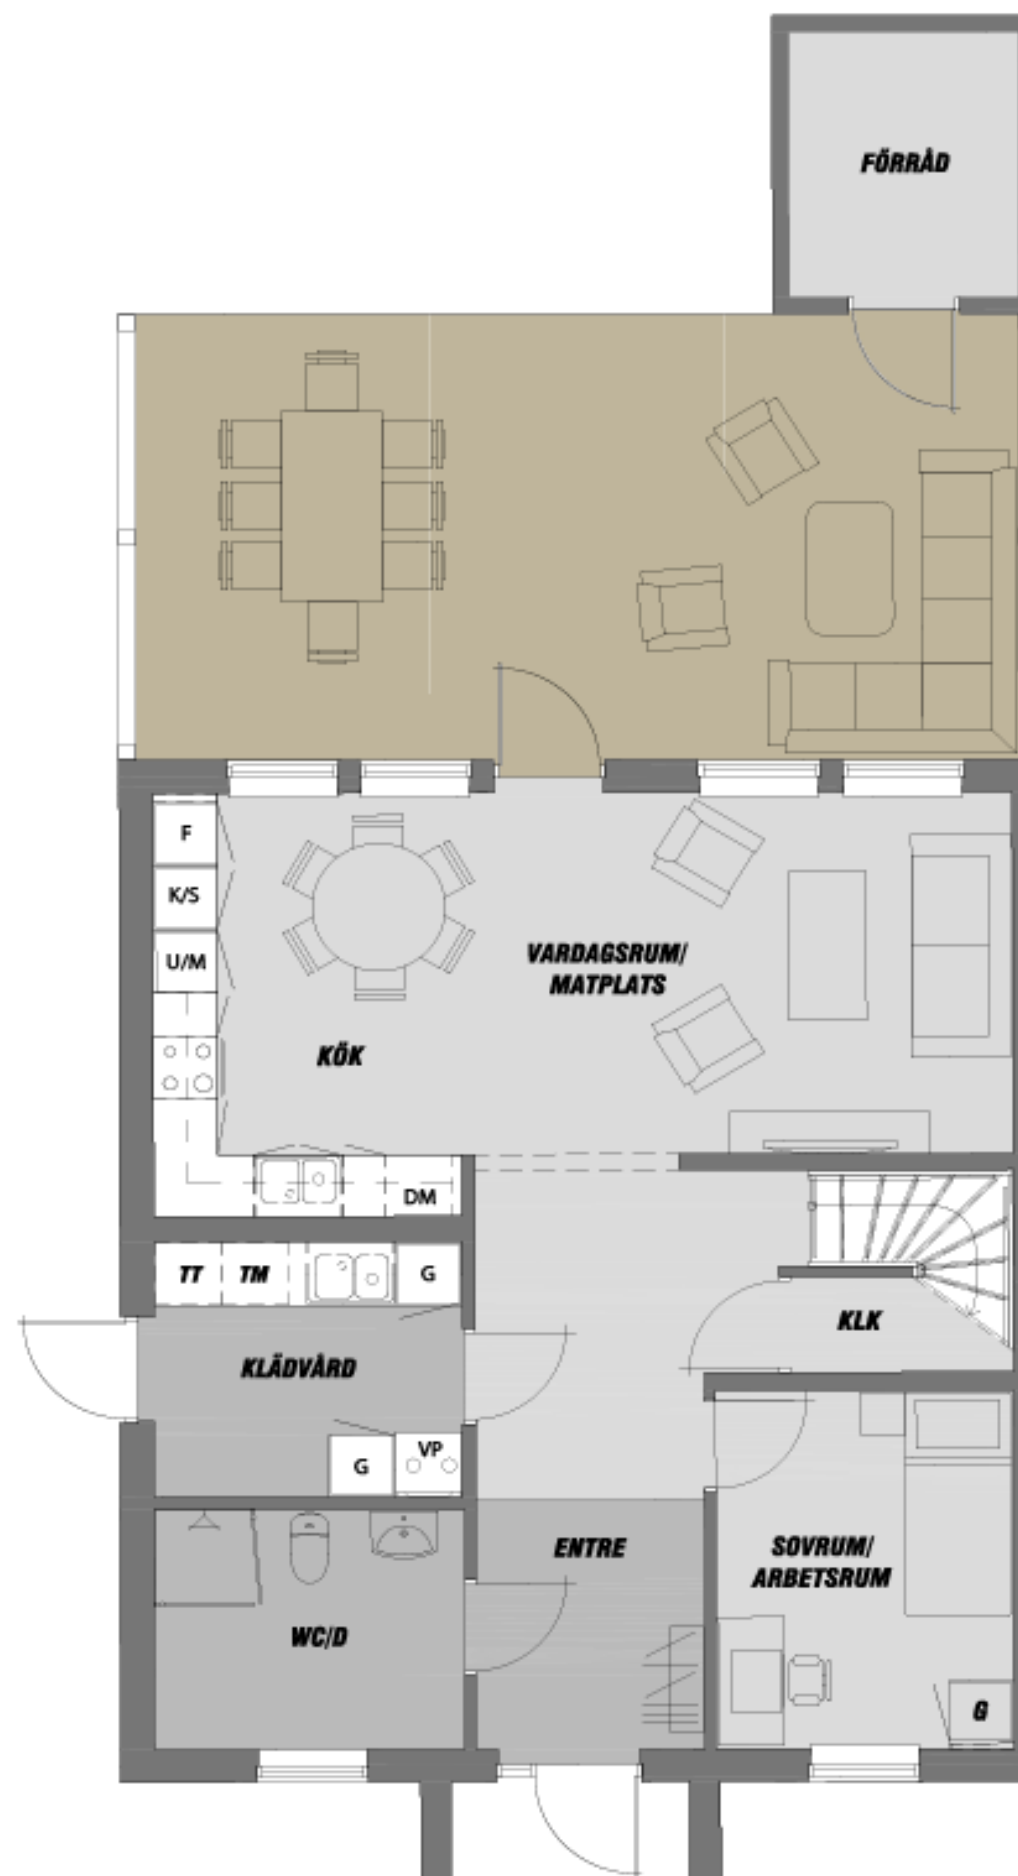 FÖRRÅD
F
K/S
U/M
VARDAGSRUM/
MATPLATS
KÖK
DM
TT TM G
KLK
KLÄDVÅRD
VP
G
ENTRE
SOVRUM/
ARBETSRUM
WC/D
G